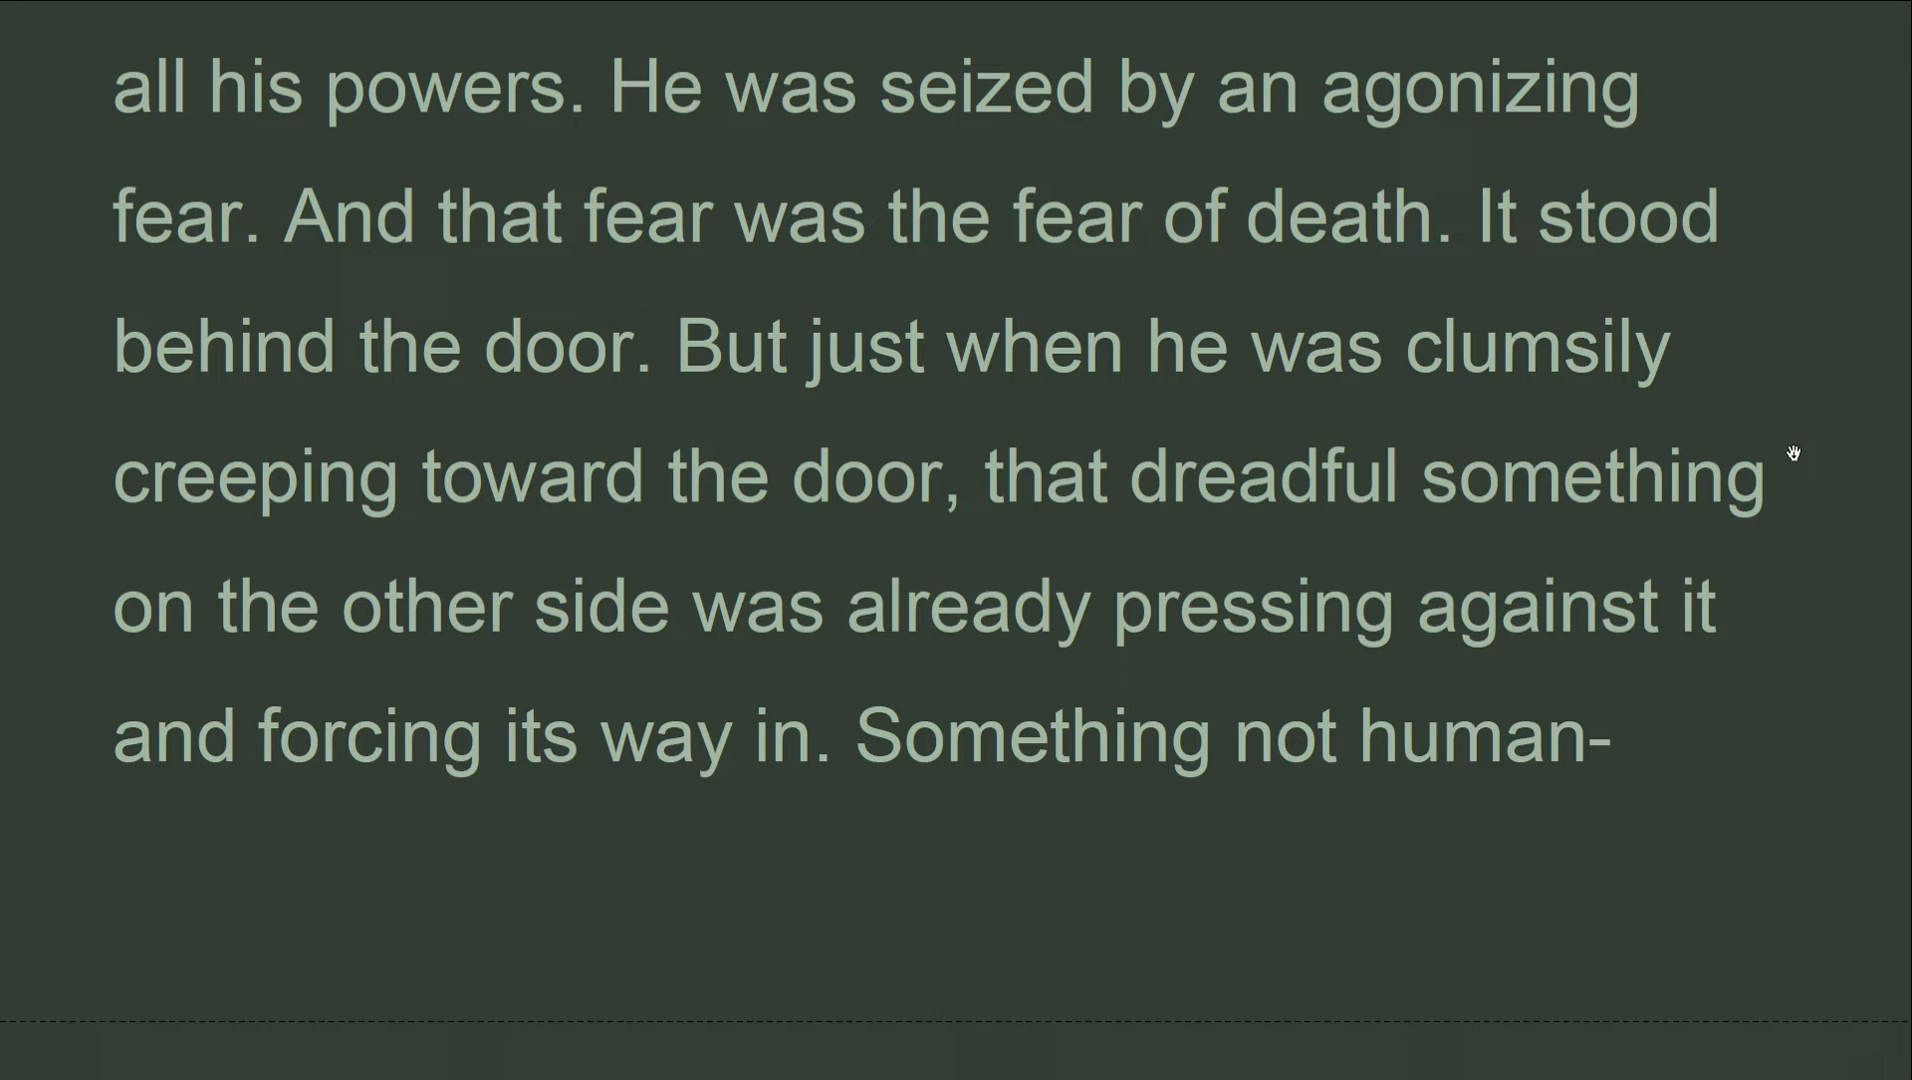 all his powers. He was seized by an agonizing
fear. And that fear was the fear of death. It stood
behind the door. But just when he was clumsily
creeping toward the door, that dreadful something
on the other side was already pressing against it
and forcing its way in. Something not human-